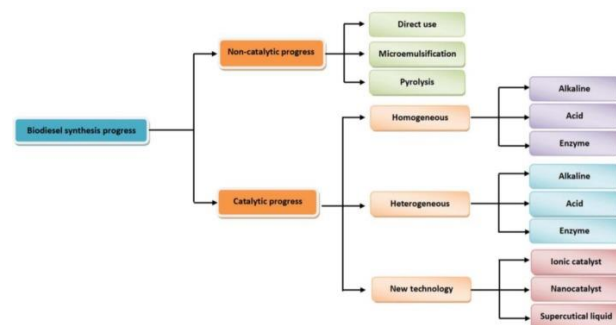 Direct use
Non-catalytic progress
Microemulsification
Pyrolysis
Alkaline
Homogeneous
Acid
Enzyme
Biodiesel synthesis progress
Alkaline
Catalytic progress
Heterogeneous
Acid
Enzyme
Ionic catalyst
New technology
Nanocatalyst
Supercutical liquid